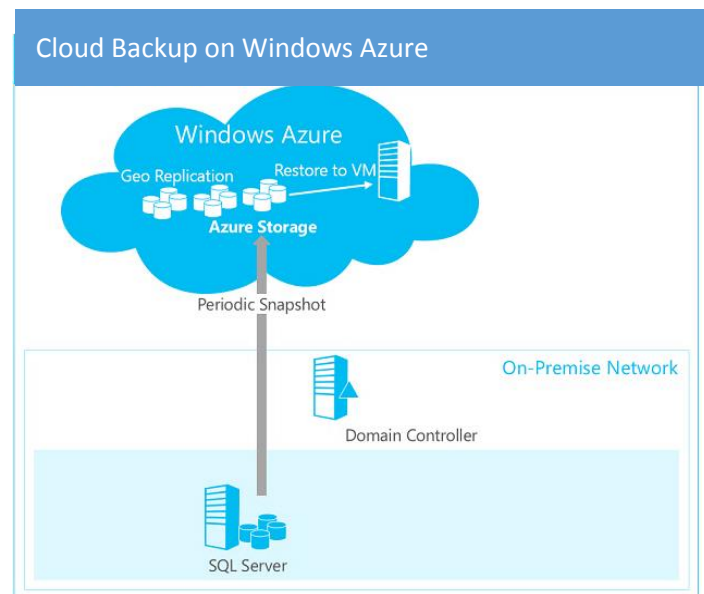 Cloud Backup on Windows Azure
Windows Azure
Geo Replication
Restore to VM
Azure Storage
Periodic Snapshot
On-Premise Network
Domain Controller
SQL Server